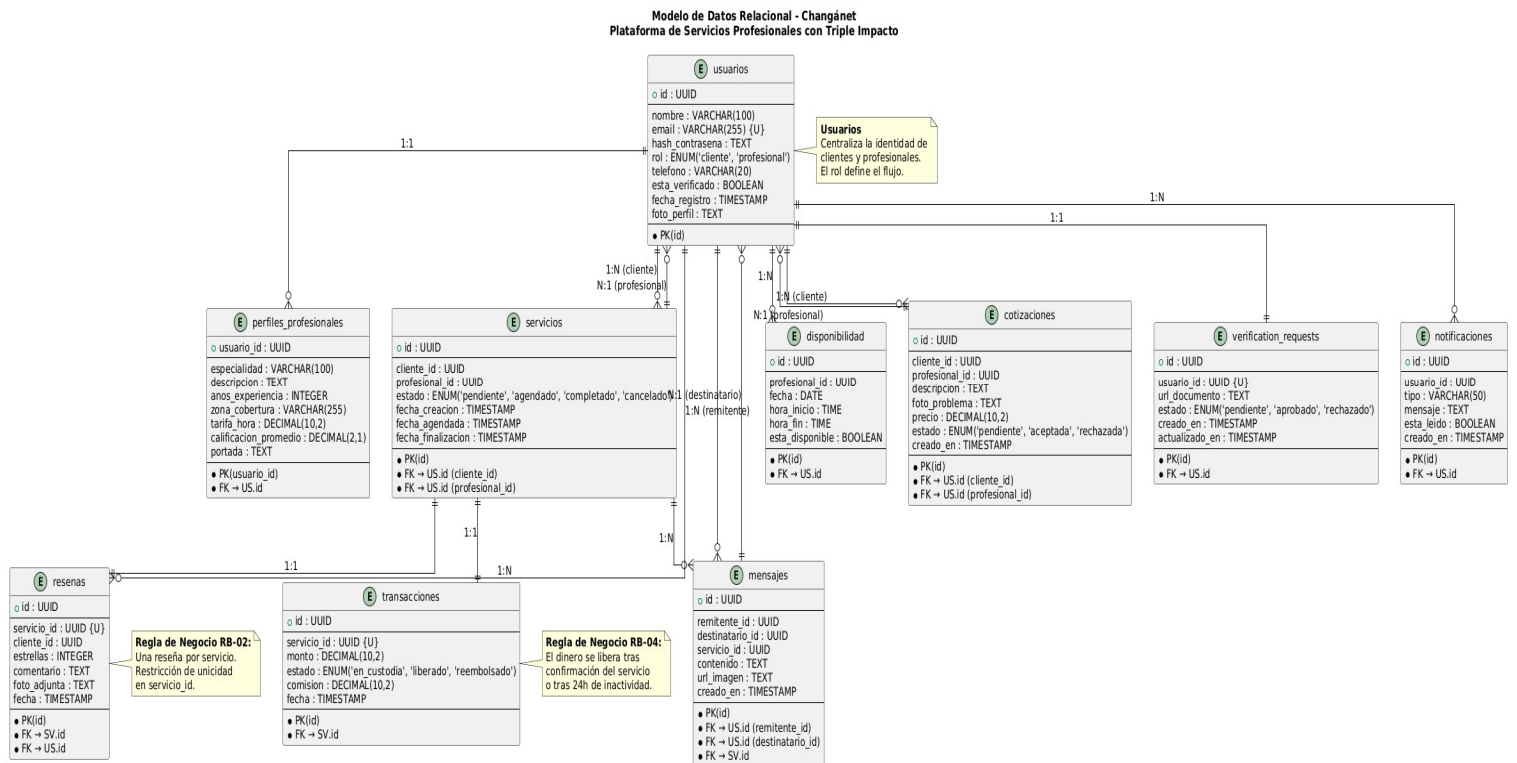 Modelo de Datos Relacional - Changánet
Plataforma de Servicios Profesionales con Triple Impacto
E usuarios
id : UUID
nombre : VARCHAR(100)
email : VARCHAR(255) {U}
hash_contrasena : TEXT
rol : ENUM('cliente', 'profesional')
telefono : VARCHAR(20)
esta_verificado : BOOLEAN
fecha_registro : TIMESTAMP
foto_perfil : TEXT
PK(id)
Usuarios
Centraliza la identidad de
clientes y profesionales.
El rol define el flujo.
1:1
1:N
1:1
1:N (cliente)
N:1 (profesional)
1:N
1:N (cliente)
N:1 (profesional)
N:1 (destinatario)
1:N (remitente)
E perfiles_profesionales
usuario_id : UUID
especialidad : VARCHAR(100)
descripcion : TEXT
anos_experiencia : INTEGER
zona_cobertura : VARCHAR(255)
tarifa_hora : DECIMAL(10,2)
calificacion_promedio : DECIMAL(2,1)
portada : TEXT
PK(usuario_id)
FK → US.id
E servicios
id : UUID
cliente_id : UUID
profesional_id : UUID
estado : ENUM('pendiente', 'agendado', 'completado', 'cancelado')
fecha_creacion : TIMESTAMP
fecha_agendada : TIMESTAMP
fecha_finalizacion : TIMESTAMP
PK(id)
FK → US.id (cliente_id)
FK → US.id (profesional_id)
E disponibilidad
id : UUID
profesional_id : UUID
fecha : DATE
hora_inicio : TIME
hora_fin : TIME
esta_disponible : BOOLEAN
PK(id)
FK → US.id
E cotizaciones
id : UUID
cliente_id : UUID
profesional_id : UUID
descripcion : TEXT
foto_problema : TEXT
precio : DECIMAL(10,2)
estado : ENUM('pendiente', 'aceptada', 'rechazada')
creado_en : TIMESTAMP
PK(id)
FK → US.id (cliente_id)
FK → US.id (profesional_id)
E verification_requests
id : UUID
usuario_id : UUID {U}
url_documento : TEXT
estado : ENUM('pendiente', 'aprobado', 'rechazado')
creado_en : TIMESTAMP
actualizado_en : TIMESTAMP
PK(id)
FK → US.id
E notificaciones
id : UUID
usuario_id : UUID
tipo : VARCHAR(50)
mensaje : TEXT
esta_leido : BOOLEAN
creado_en : TIMESTAMP
PK(id)
FK → US.id
1:1
1:N
1:1
1:N
E resenas
id : UUID
servicio_id : UUID {U}
cliente_id : UUID
estrellas : INTEGER
comentario : TEXT
foto_adjunta : TEXT
fecha : TIMESTAMP
PK(id)
FK → SV.id
FK → US.id
Regla de Negocio RB-02:
Una reseña por servicio.
Restricción de unicidad
en servicio_id.
E transacciones
id : UUID
servicio_id : UUID {U}
monto : DECIMAL(10,2)
estado : ENUM('en_custodia', 'liberado', 'reembolsado')
comision : DECIMAL(10,2)
fecha : TIMESTAMP
PK(id)
FK → SV.id
Regla de Negocio RB-04:
El dinero se libera tras
confirmación del servicio
o tras 24h de inactividad.
E mensajes
id : UUID
remitente_id : UUID
destinatario_id : UUID
servicio_id : UUID
contenido : TEXT
url_imagen : TEXT
creado_en : TIMESTAMP
PK(id)
FK → US.id (remitente_id)
FK → US.id (destinatario_id)
FK → SV.id